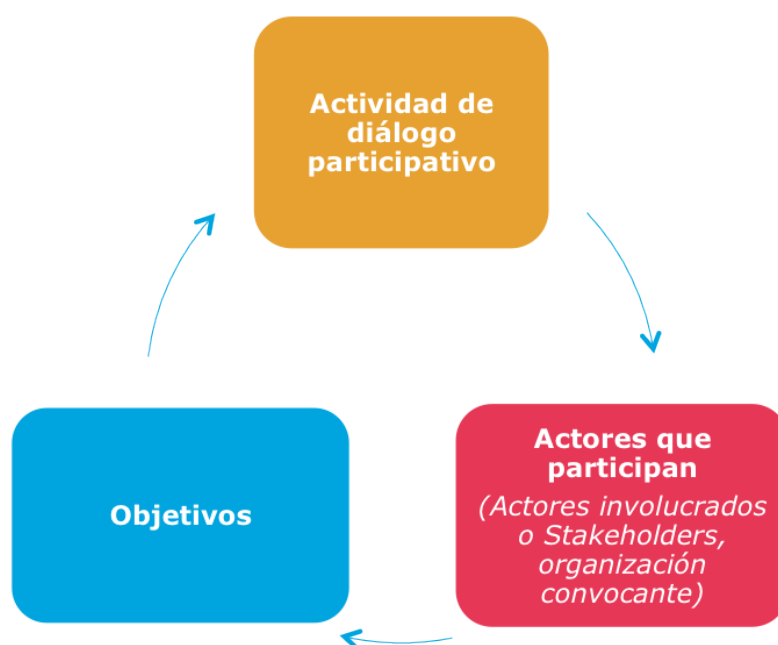 Actividad de
diálogo
participativo
Actores que
participan
(Actores involucrados
o Stakeholders,
organización
convocante)
Objetivos